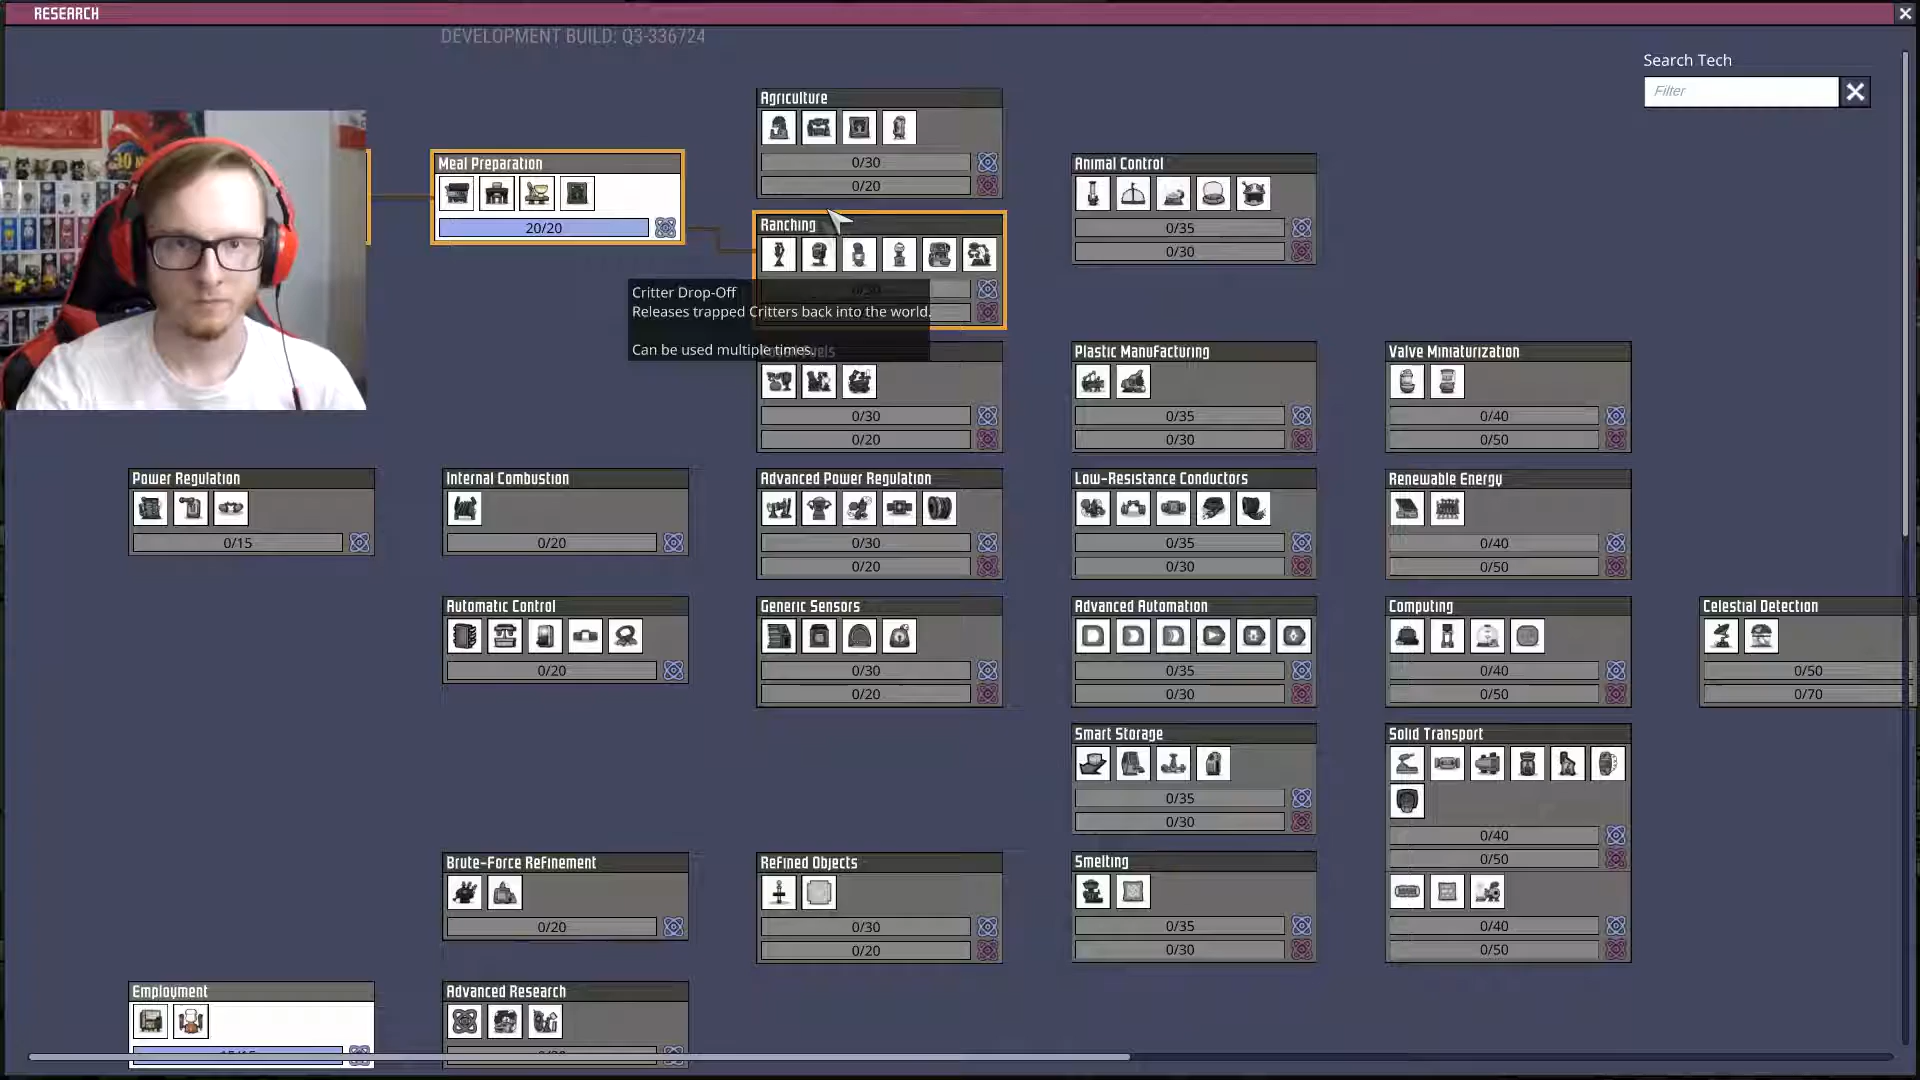 RESEARCH
DEVELOPMENT BUILD: Q3-336724
Search Tech
Filter
Agriculture
0/30
0/20
Meal Preparation
20/20
Animal Control
0/35
0/30
Ranching
Critter Drop-Off
Releases trapped Critters back into the world.
Can be used multiple times.
0/30
0/20
Plastic Manufacturing
0/35
0/30
Valve Miniaturization
0/40
0/50
Power Regulation
0/15
Internal Combustion
0/20
Advanced Power Regulation
0/30
0/20
Low-Resistance Conductors
0/35
0/30
Renewable Energy
0/40
0/50
Automatic Control
0/20
Generic Sensors
0/30
0/20
Advanced Automation
0/35
0/30
Computing
0/40
0/50
Celestial Detection
0/50
0/70
Smart Storage
0/35
0/30
Solid Transport
0/40
0/50
Brute-Force Refinement
0/20
Refined Objects
0/30
0/20
Smelting
0/35
0/30
0/40
0/50
Employment
Advanced Research